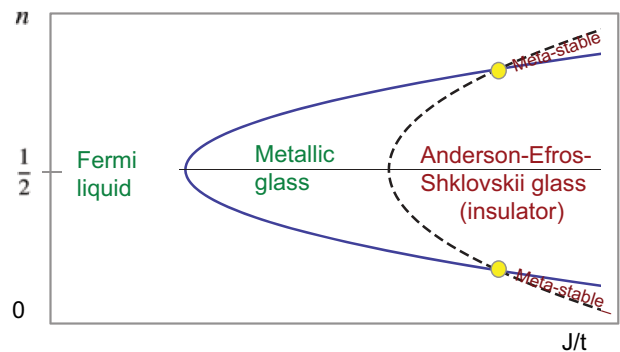 n
Meta-stable
Fermi
liquid
Metallic
glass
Anderson-Efros-
Shklovskii glass
(insulator)
1
2
Meta-stable
0
J/t